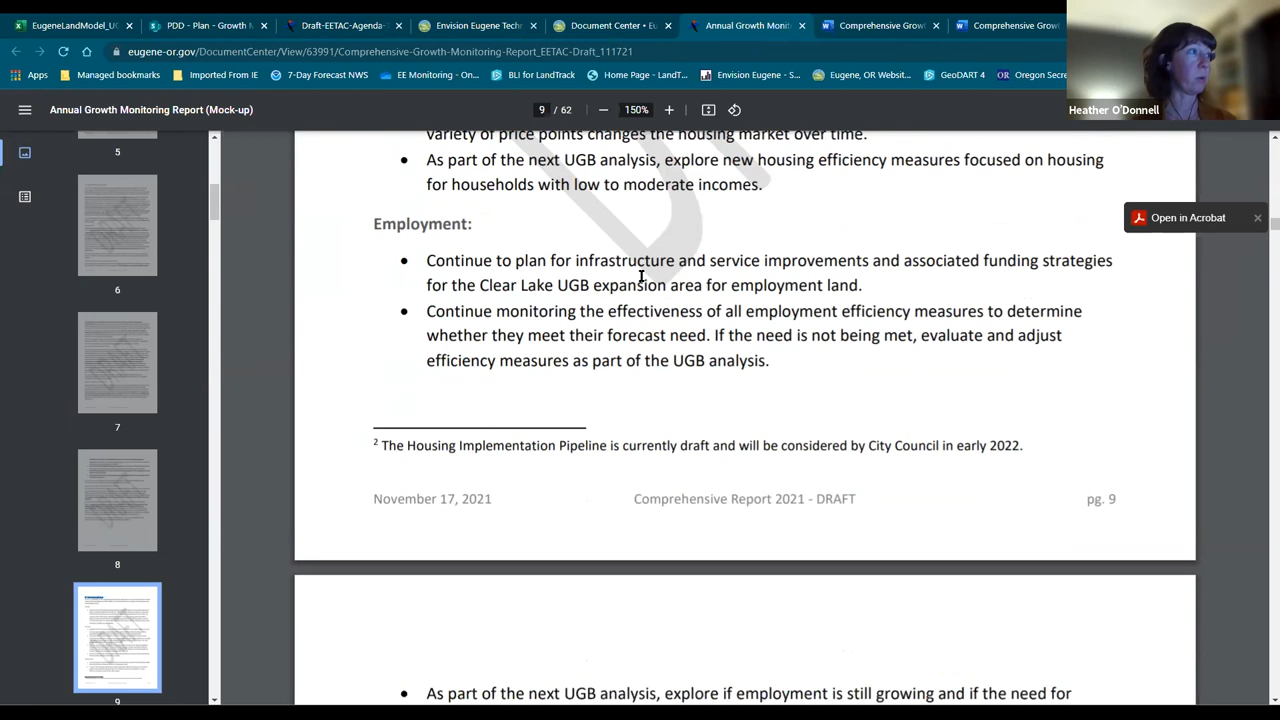 EugeneLandModel_UG
PDD - Plan - Growth M
Draft-EETAC-Agenda-
Envision Eugene Techn
Document Center • Eu
Annual Growth Monito
Comprehensive Grow
Comprehensive Grow
eugene-or.gov/DocumentCenter/View/63991/Comprehensive-Growth-Monitoring-Report_EETAC-Draft_111721
Apps
Managed bookmarks
Imported From IE
7-Day Forecast NWS
EE Monitoring - On...
BLI for LandTrack
Home Page - LandT...
Envision Eugene - S...
Eugene, OR Website...
GeoDART 4
Oregon Secre
Heather O'Donnell
Annual Growth Monitoring Report (Mock-up)
9 / 62
150%
Open in Acrobat
5
6
7
8
9
variety of price points changes the housing market over time.
• As part of the next UGB analysis, explore new housing efficiency measures focused on housing
for households with low to moderate incomes.
Employment:
• Continue to plan for infrastructure and service improvements and associated funding strategies
for the Clear Lake UGB expansion area for employment land.
• Continue monitoring the effectiveness of all employment efficiency measures to determine
whether they meet their forecast need. If the need is not being met, evaluate and adjust
efficiency measures as part of the UGB analysis.
2 The Housing Implementation Pipeline is currently draft and will be considered by City Council in early 2022.
November 17, 2021 Comprehensive Report 2021 - DRAFT pg. 9
• As part of the next UGB analysis, explore if employment is still growing and if the need for